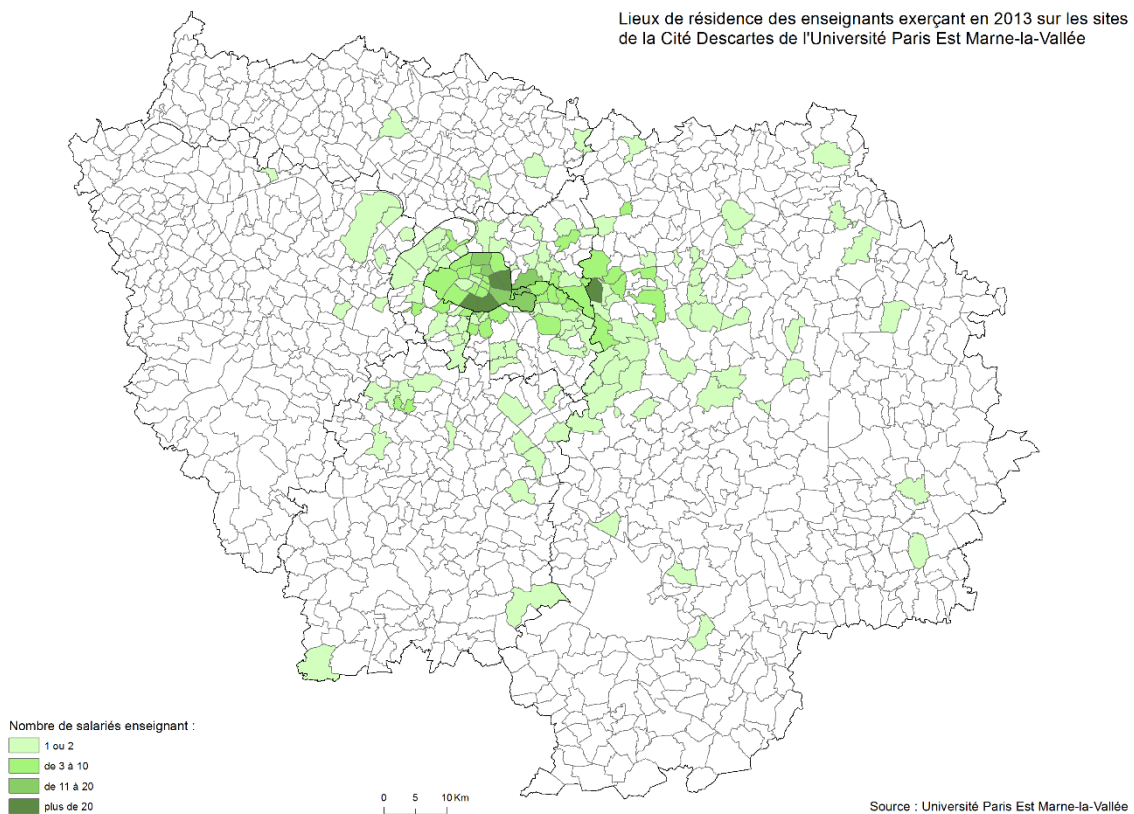 Lieux de résidence des enseignants exerçant en 2013 sur les sites
de la Cité Descartes de l'Université Paris Est Marne-la-Vallée
Nombre de salariés enseignant :
1 ou 2
de 3 à 10
de 11 à 20
plus de 20
0 5 10 Km
Source : Université Paris Est Marne-la-Vallée